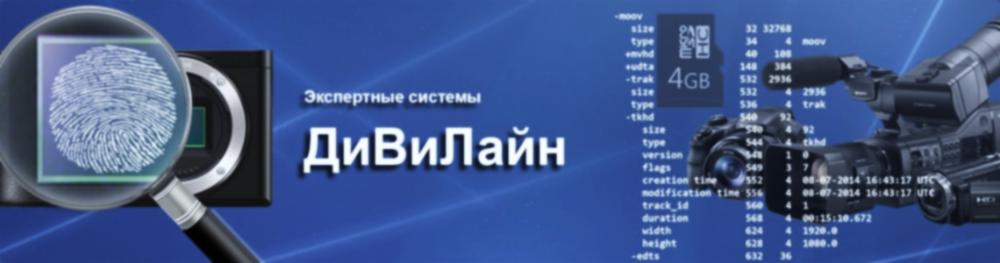 Экспертные системы
ДиВиЛайн
-moov
size 32 32768
type 34 4 moov
+mvhd 40 108
+udta 148 384
-trak 532 2936
size 532 4 2936
type 536 4 trak
-tkhd 540 92
size 540 4 92
type 544 4 tkhd
version 548 1 0
flags 549 3 7
creation time 552 4 08-07-2014 16:43:17 UTC
modification time 556 4 08-07-2014 16:43:17 UTC
track_id 560 4 1
duration 568 4 00:15:10.672
width 624 4 1920.0
height 628 4 1080.0
-edts 632 36
4GB
HD